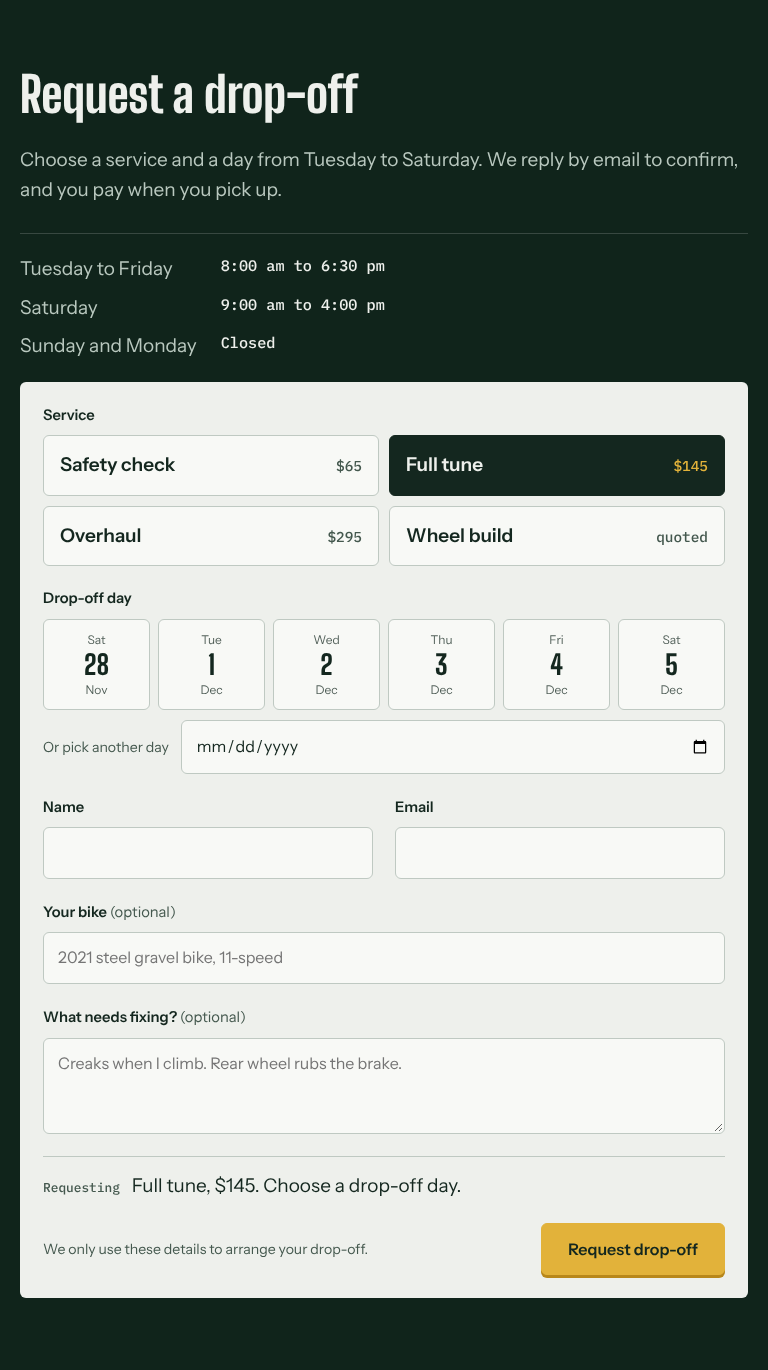 Request a drop-off
Choose a service and a day from Tuesday to Saturday. We reply by email to confirm,
and you pay when you pick up.
Tuesday to Friday 8:00 am to 6:30 pm
Saturday 9:00 am to 4:00 pm
Sunday and Monday Closed
Service
Safety check $65
Full tune $145
Overhaul $295
Wheel build quoted
Drop-off day
Sat
28
Nov
Tue
1
Dec
Wed
2
Dec
Thu
3
Dec
Fri
4
Dec
Sat
5
Dec
Or pick another day mm/dd/yyyy
Name
Email
Your bike (optional)
2021 steel gravel bike, 11-speed
What needs fixing? (optional)
Creaks when I climb. Rear wheel rubs the brake.
Requesting Full tune, $145. Choose a drop-off day.
We only use these details to arrange your drop-off.
Request drop-off